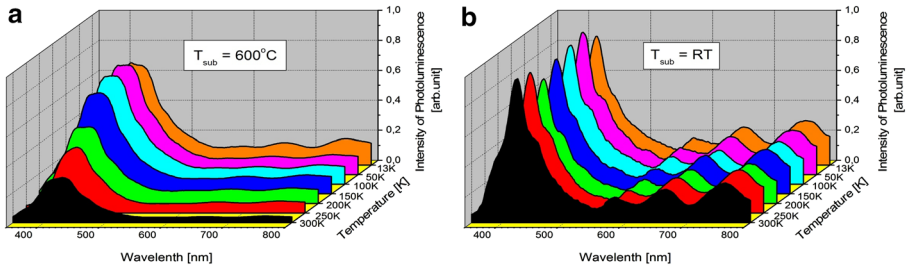 a
T sub = 600°C
1,0
0,8
0,6
0,4
0,2
0,0
Intensity of Photoluminescence
[arb.unit]
13K
50K
100K
150K
200K
250K
300K
Temperature [K]
400
500
600
700
800
Wavelenth [nm]
b
T sub = RT
1,0
0,8
0,6
0,4
0,2
0,0
Intensity of Photoluminescence
[arb.unit]
13K
50K
100K
150K
200K
250K
300K
Temperature [K]
400
500
600
700
800
Wavelenth [nm]